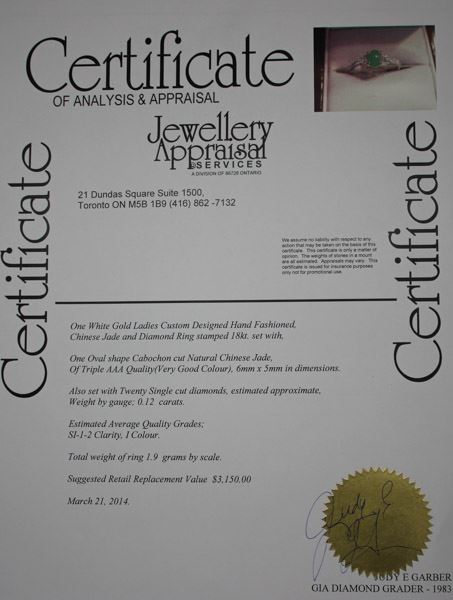 Certificate
OF ANALYSIS & APPRAISAL
Jewellery
Appraisal
@SERVICES
A DIVISION OF 86728 ONTARIO
21 Dundas Square Suite 1500,
Toronto ON M5B 1B9 (416) 862 -7132
Certificate
Certificate
We assume no liability with respect to any
action that may be taken on the basis of this
certificate. This certificate is only a matter of
opinion. The weights of stones in a mount
are all estimated. Appraisals may vary. This
certificate is issued for insurance purposes
only not for promotional use.
One White Gold Ladies Custom Designed Hand Fashioned,
Chinese Jade and Diamond Ring stamped 18kt. set with,
One Oval shape Cabochon cut Natural Chinese Jade,
Of Triple AAA Quality(Very Good Colour), 6mm x 5mm in dimensions.
Also set with Twenty Single cut diamonds, estimated approximate,
Weight by gauge; 0.12 carats.
Estimated Average Quality Grades;
SI-1-2 Clarity, I Colour.
Total weight of ring 1.9 grams by scale.
Suggested Retail Replacement Value $3,150.00
March 21, 2014.
JUDY E GARBER
GIA DIAMOND GRADER - 1983